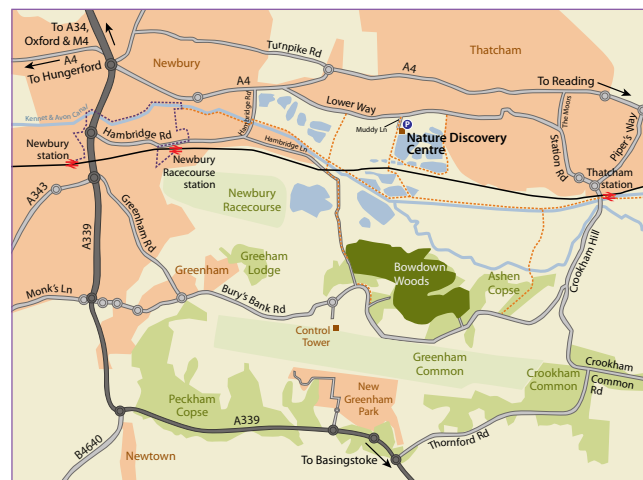 To A34,
Oxford & M4
A4
To Hungerford
Newbury
Turnpike Rd
Thatcham
A4
To Reading
A4
Lower Way
Kennet & Avon Canal
Hambridge Rd
Hambridge Rd
Hambridge Ln
Muddy Ln
P
Nature Discovery
Centre
The Moors
Station Rd
Piper's Way
Newbury
station
Newbury
Racecourse
station
Thatcham
station
A343
A339
Greenham Rd
Newbury
Racecourse
Greeham
Lodge
Greenham
Bowdown
Woods
Ashen
Copse
Crookham Hill
Monk's Ln
Bury's Bank Rd
Control
Tower
Greenham
Common
Crookham
Common
Crookham
Common
Rd
Peckham
Copse
New
Greenham
Park
A339
Thornford Rd
B4640
Newtown
To Basingstoke